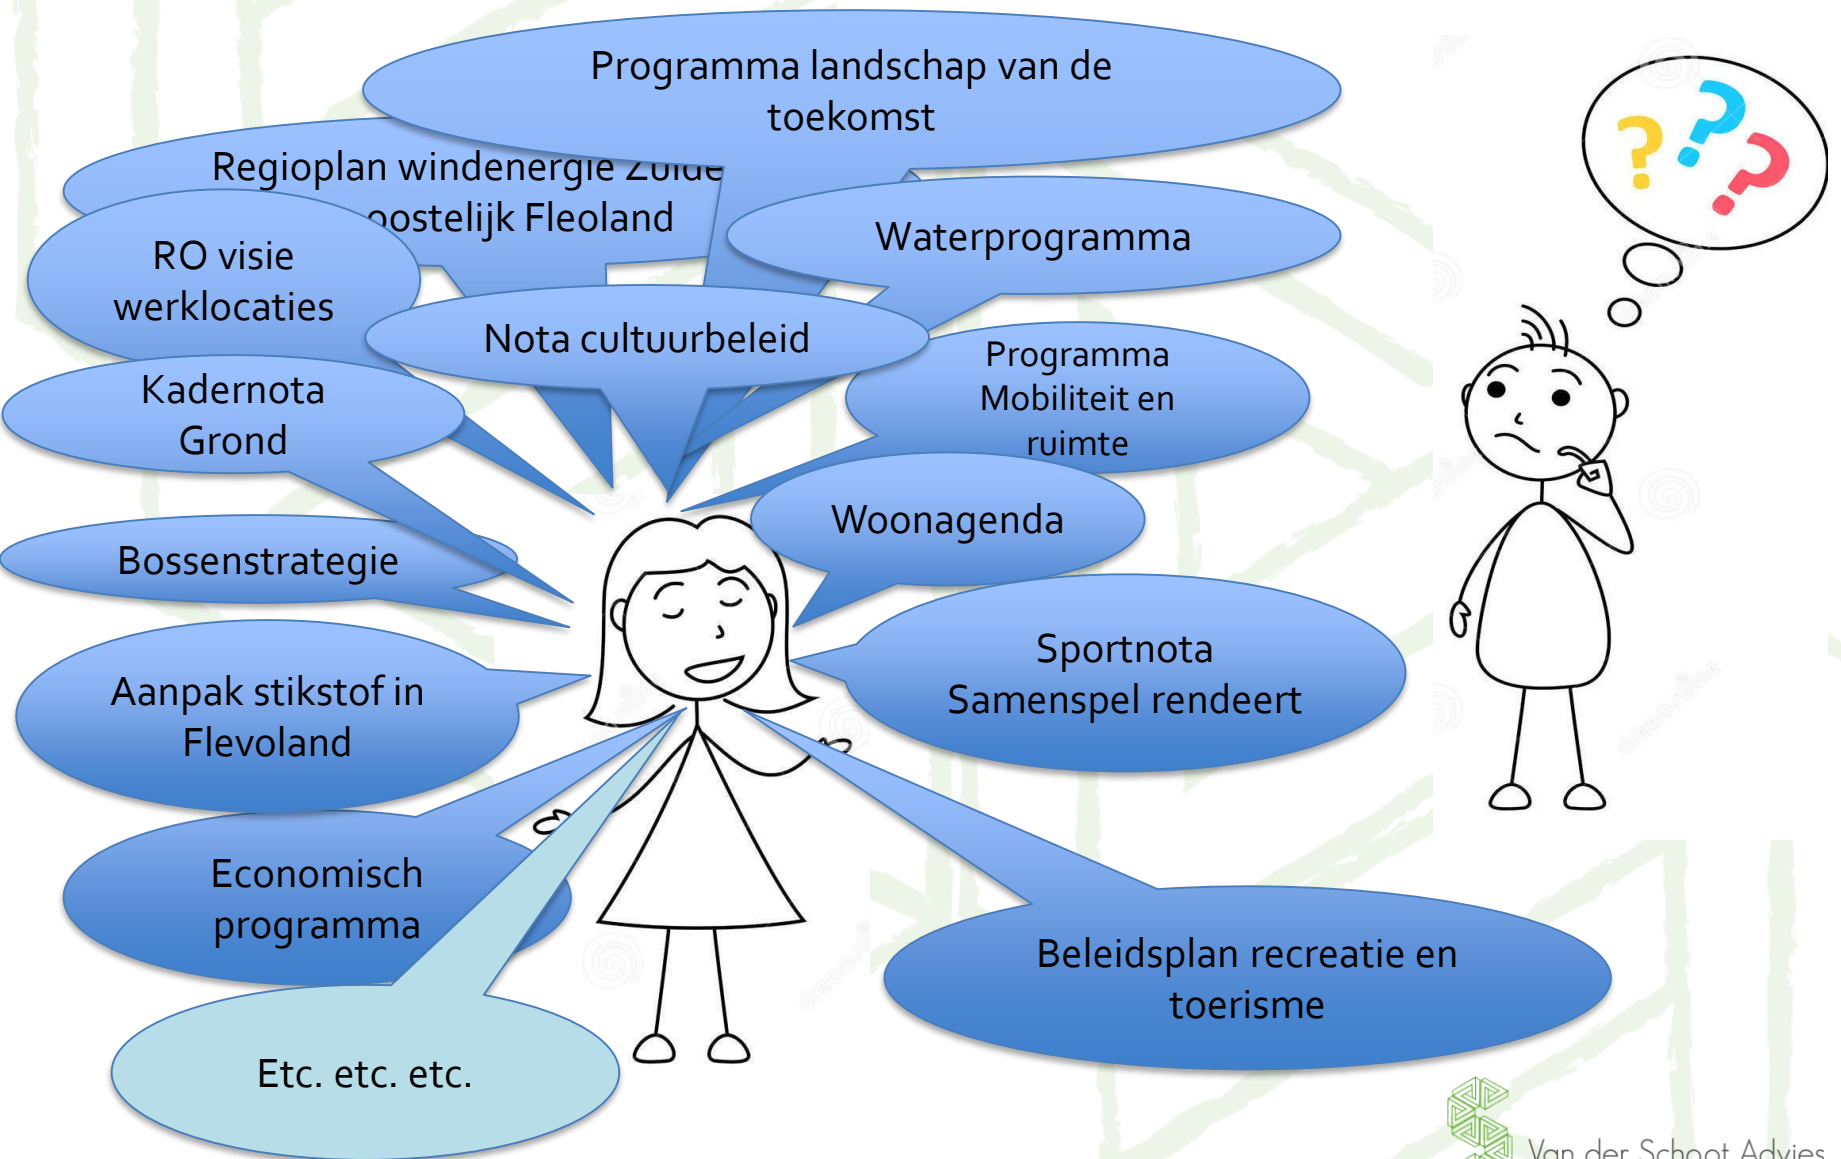 Programma landschap van de
toekomst
Regioplan windenergie Zuide
oostelijk Fleoland
RO visie
werklocaties
Waterprogramma
Nota cultuurbeleid
Programma
Mobiliteit en
ruimte
Kadernota
Grond
Woonagenda
Bossenstrategie
Sportnota
Samenspel rendeert
Aanpak stikstof in
Flevoland
Economisch
programma
Beleidsplan recreatie en
toerisme
Etc. etc. etc.
? ? ?
Van der Schoot Advies